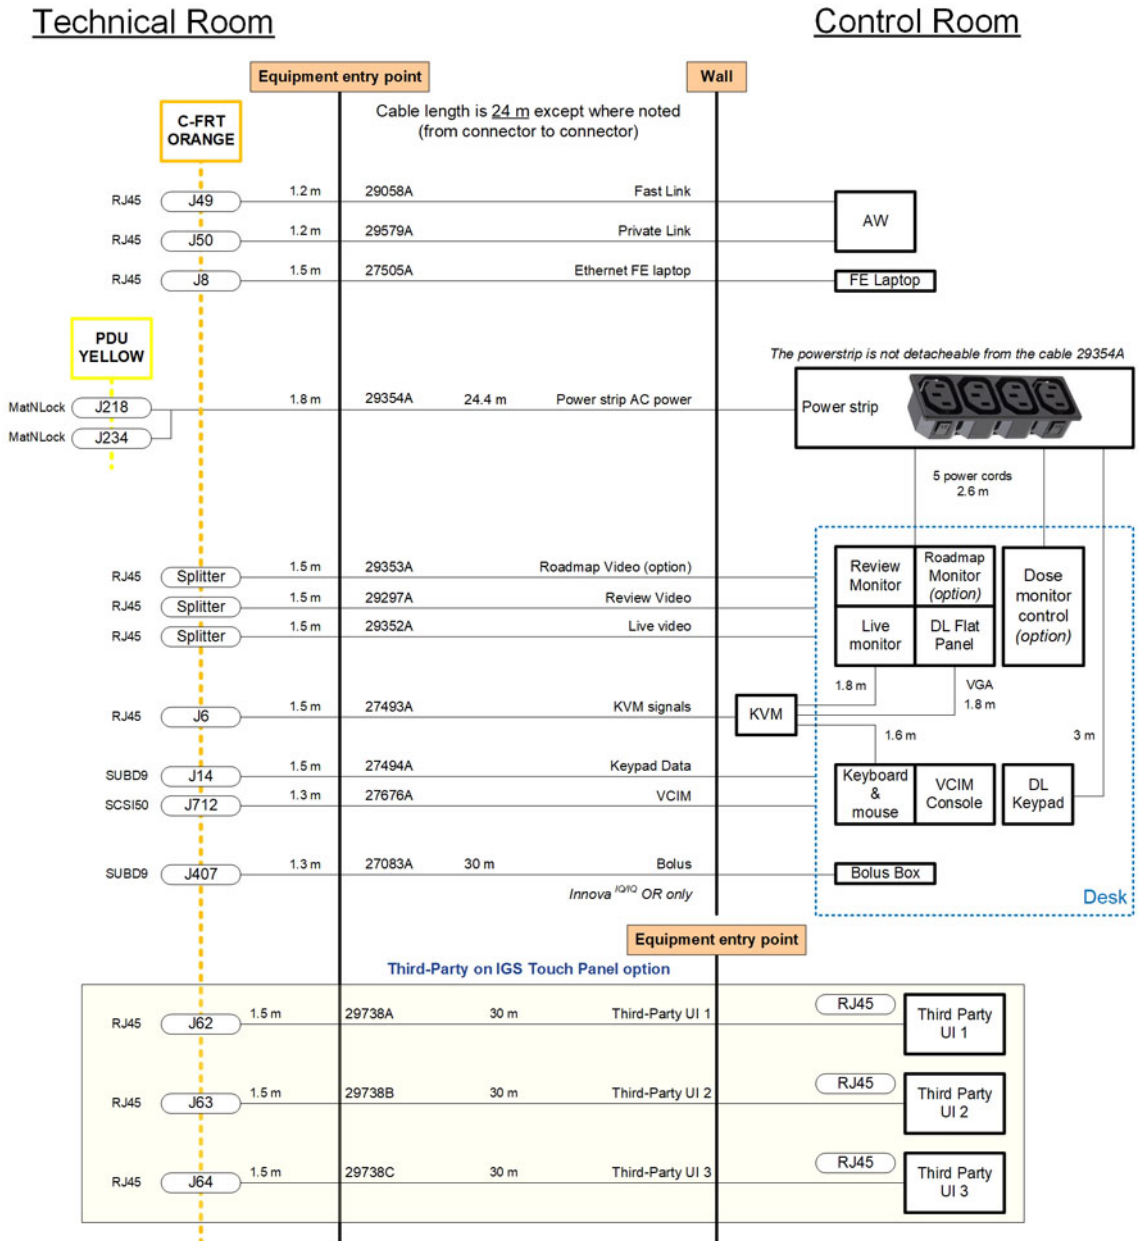 Technical Room
Control Room
Equipment entry point
Wall
Cable length is 24 m except where noted
(from connector to connector)
C-FRT
ORANGE
RJ45 J49 1.2 m 29058A Fast Link
AW
RJ45 J50 1.2 m 29579A Private Link
RJ45 J8 1.5 m 27505A Ethernet FE laptop FE Laptop
PDU
YELLOW
The powerstrip is not detacheable from the cable 29354A
MatNLock J218 1.8 m 29354A 24.4 m Power strip AC power Power strip
MatNLock J234
5 power cords
2.6 m
RJ45 Splitter 1.5 m 29353A Roadmap Video (option)
RJ45 Splitter 1.5 m 29297A Review Video
RJ45 Splitter 1.5 m 29352A Live video
Review
Monitor
Roadmap
Monitor
(option)
Dose
monitor
control
(option)
Live
monitor
DL Flat
Panel
1.8 m
VGA
1.8 m
RJ45 J6 1.5 m 27493A KVM signals KVM
1.6 m
3 m
SUBD9 J14 1.5 m 27494A Keypad Data
SCSI50 J712 1.3 m 27676A VCIM
Keyboard
&
mouse
VCIM
Console
DL
Keypad
SUBD9 J407 1.3 m 27083A 30 m Bolus Bolus Box
Innova IQ/IQ OR only
Desk
Equipment entry point
Third-Party on IGS Touch Panel option
RJ45 J62 1.5 m 29738A 30 m Third-Party UI 1 RJ45
Third Party
UI 1
RJ45 J63 1.5 m 29738B 30 m Third-Party UI 2 RJ45
Third Party
UI 2
RJ45 J64 1.5 m 29738C 30 m Third-Party UI 3 RJ45
Third Party
UI 3